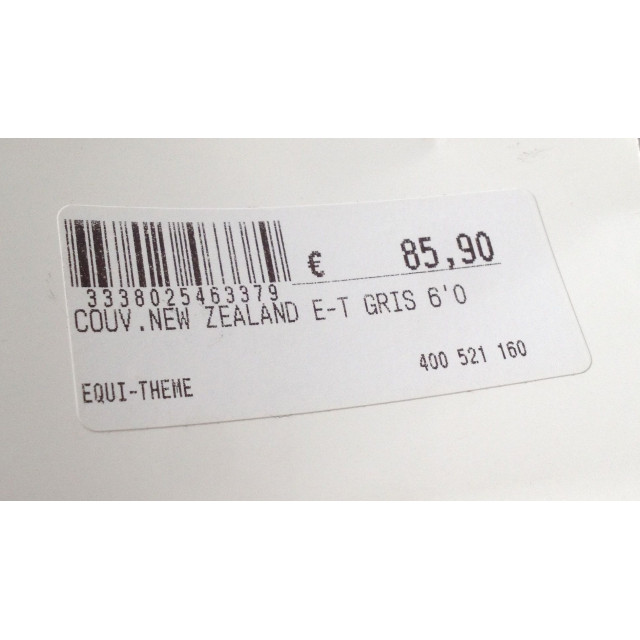 € 85,90
3338025463379
COUV.NEW ZEALAND E-T GRIS 6'0
400 521 160
EQUI-THEME